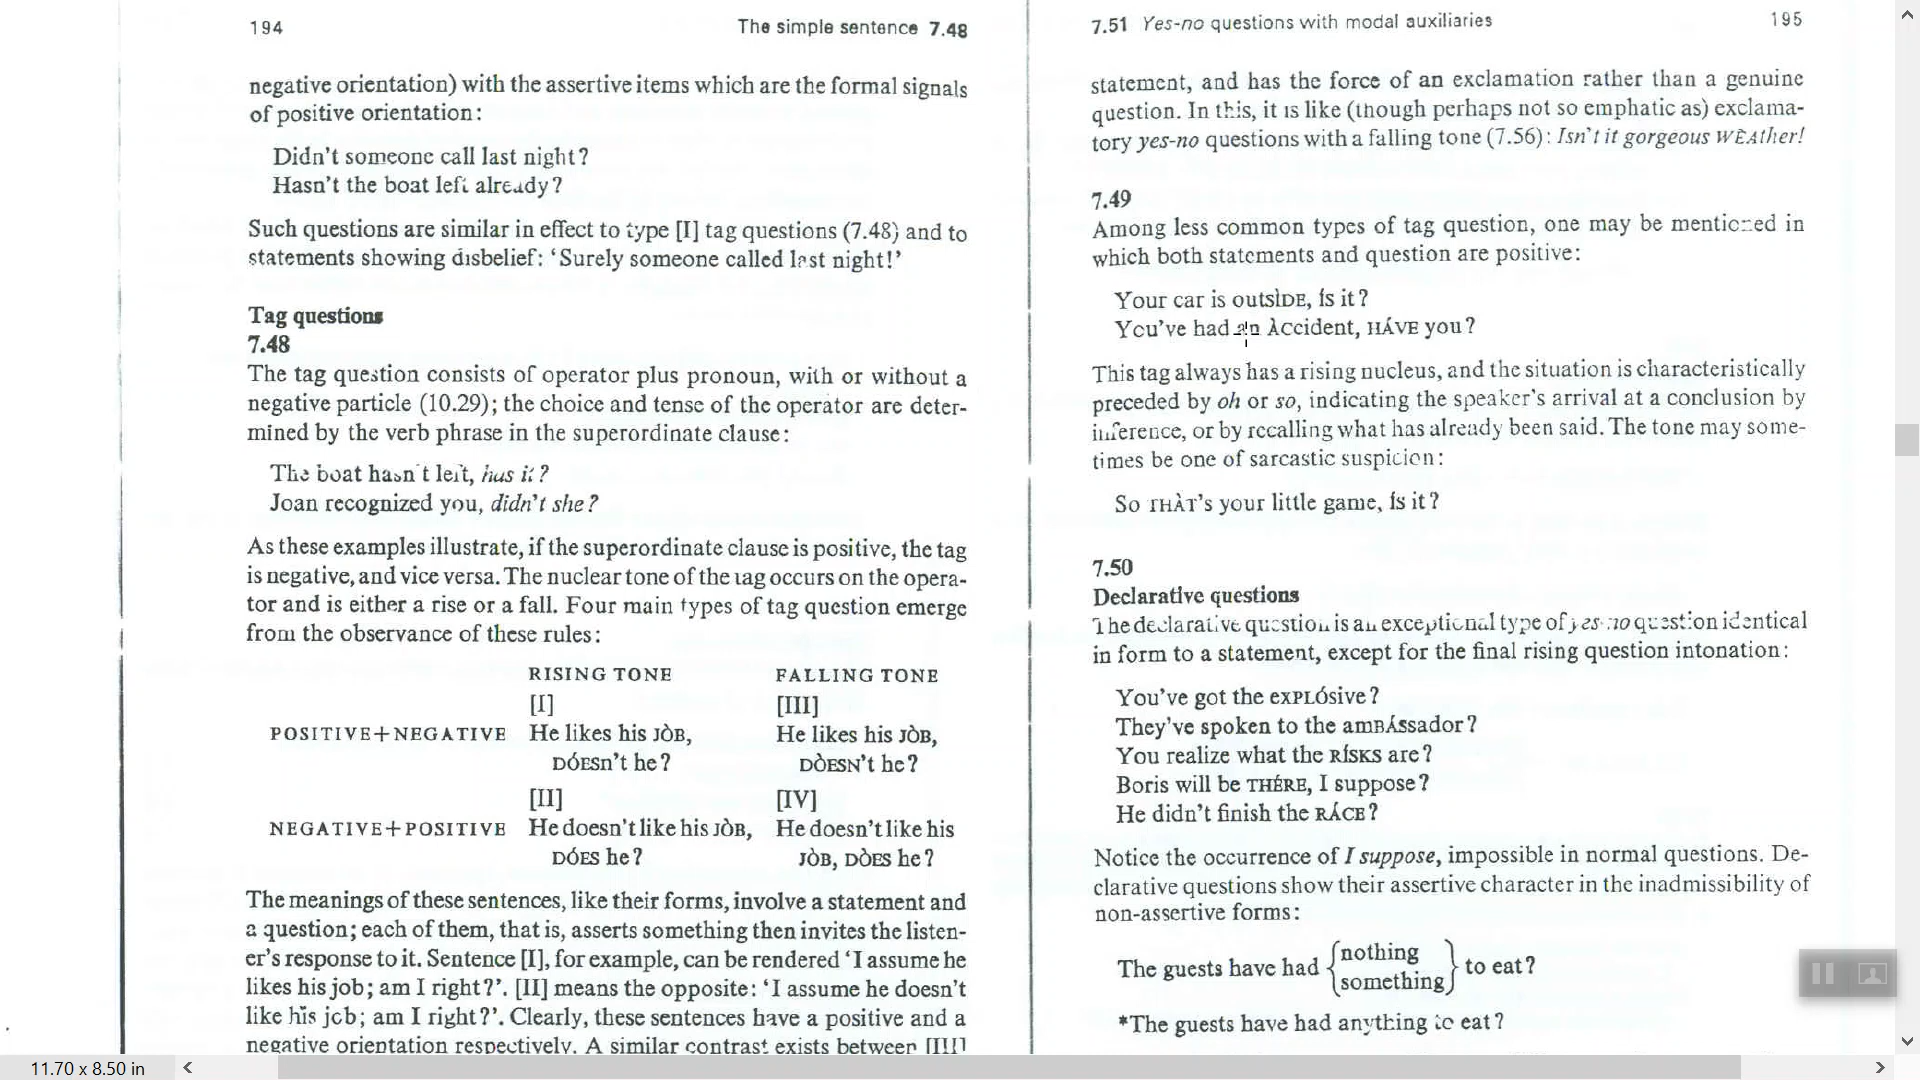 194
The simple sentence 7.48
negative orientation) with the assertive items which are the formal signals
of positive orientation:
Didn't someone call last night?
Hasn't the boat left already?
Such questions are similar in effect to type [I] tag questions (7.48) and to
statements showing disbelief: ‘Surely someone called last night!’
Tag questions
7.48
The tag question consists of operator plus pronoun, with or without a
negative particle (10.29); the choice and tense of the operator are deter-
mined by the verb phrase in the superordinate clause:
The boat hasn't left, has it?
Joan recognized you, didn't she?
As these examples illustrate, if the superordinate clause is positive, the tag
is negative, and vice versa. The nuclear tone of the tag occurs on the opera-
tor and is either a rise or a fall. Four main types of tag question emerge
from the observance of these rules:
RISING TONE FALLING TONE
[I] [III]
POSITIVE+NEGATIVE He likes his JÒB, He likes his JÒB,
DÓESn't he? DÒESN't he?
[II] [IV]
NEGATIVE+POSITIVE He doesn't like his JÒB, He doesn't like his
DÓES he? JÒB, DÒES he?
The meanings of these sentences, like their forms, involve a statement and
a question; each of them, that is, asserts something then invites the listen-
er's response to it. Sentence [I], for example, can be rendered ‘I assume he
likes his job; am I right?’. [II] means the opposite: ‘I assume he doesn't
like his job; am I right?’. Clearly, these sentences have a positive and a
negative orientation respectively. A similar contrast exists between [III]
7.51 Yes-no questions with modal auxiliaries
195
statement, and has the force of an exclamation rather than a genuine
question. In this, it is like (though perhaps not so emphatic as) exclama-
tory yes-no questions with a falling tone (7.56): Isn't it gorgeous WÈAther!
7.49
Among less common types of tag question, one may be mentioned in
which both statements and question are positive:
Your car is outsÌDE, ís it?
You've had an ÀCcident, HÁVE you?
This tag always has a rising nucleus, and the situation is characteristically
preceded by oh or so, indicating the speaker's arrival at a conclusion by
inference, or by recalling what has already been said. The tone may some-
times be one of sarcastic suspicion:
So THÀT's your little game, ís it?
7.50
Declarative questions
The declarative question is an exceptional type of yes-no question identical
in form to a statement, except for the final rising question intonation:
You've got the exPLÓsive?
They've spoken to the amBÁSsador?
You realize what the RÍSKS are?
Boris will be THÉRE, I suppose?
He didn't finish the RÁCE?
Notice the occurrence of I suppose, impossible in normal questions. De-
clarative questions show their assertive character in the inadmissibility of
non-assertive forms:
The guests have had {nothing
something} to eat?
*The guests have had anything to eat?
11.70 x 8.50 in